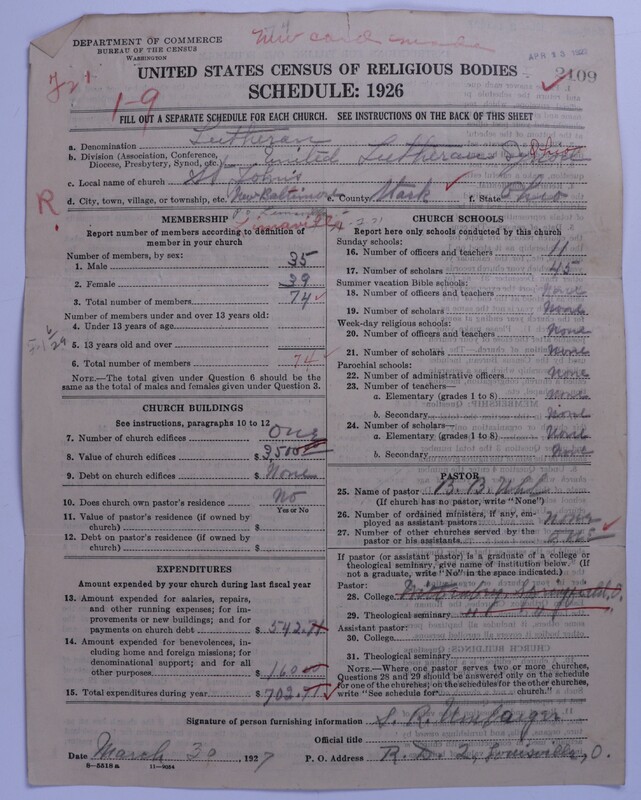 DEPARTMENT OF COMMERCE
BUREAU OF THE CENSUS
WASHINGTON
New card made
APR 13
2109
UNITED STATES CENSUS OF RELIGIOUS BODIES
SCHEDULE: 1926
1-9
FILL OUT A SEPARATE SCHEDULE FOR EACH CHURCH. SEE INSTRUCTIONS ON THE BACK OF THIS SHEET
a. Denomination Lutheran
b. Division (Association, Conference, Diocese, Presbytery, Synod, etc.) United Lutheran Ohio
c. Local name of church St Johns
d. City, town, village, or township, etc. New Baltimore e. County Stark f. State Ohio
R.
MEMBERSHIP
Report number of members according to definition of
member in your church
Number of members, by sex:
1. Male 35
2. Female 39
3. Total number of members 74
Number of members under and over 13 years old:
4. Under 13 years of age
5. 13 years old and over
6. Total number of members 74
NOTE.—The total given under Question 6 should be
same as the total of males and females given under Question 3.
CHURCH BUILDINGS
See instructions, paragraphs 10 to 12
7. Number of church edifices One
8. Value of church edifices $ 3,500
9. Debt on church edifices $ None
10. Does church own pastor's residence? No
Yes or No
11. Value of pastor's residence (if owned by
church) $
12. Debt on pastor's residence (if owned by
church) $
EXPENDITURES
Amount expended by your church during last fiscal year
13. Amount expended for salaries, repairs,
and other running expenses; for im-
provements or new buildings; and for
payments on church debt $ 542.71
14. Amount expended for benevolences, in-
cluding home and foreign missions; for
denominational support; and for all
other purposes $ 160.00
15. Total expenditures during year $ 702.71
CHURCH SCHOOLS
Report here only schools conducted by this church
Sunday schools:
16. Number of officers and teachers 11
17. Number of scholars 45
Summer vacation Bible schools:
18. Number of officers and teachers None
19. Number of scholars None
Week-day religious schools:
20. Number of officers and teachers None
21. Number of scholars None
Parochial schools:
22. Number of administrative officers None
23. Number of teachers—
a. Elementary (grades 1 to 8) None
b. Secondary None
24. Number of scholars—
a. Elementary (grades 1 to 8) None
b. Secondary None
PASTOR
25. Name of pastor B. B. Uhl
(If church has no pastor, write "None")
26. Number of ordained ministers, if any, em-
ployed as assistant pastors None
27. Number of other churches served by the
pastor or his assistants One
If pastor (or assistant pastor) is a graduate of a college or
theological seminary, give name of institution below. (If
not a graduate, write "No" in the space indicated.)
Pastor:
28. College Wittenberg, Springfield, O.
29. Theological seminary " " "
Assistant pastor:
30. College
31. Theological seminary
NOTE.—Where one pastor serves two or more churches,
Questions 28 and 29 should be answered only on the schedule
for one of the churches; on the schedules for the other churches,
write "See schedule for church."
Signature of person furnishing information S. R.
Official title
Date March 30, 1927 P. O. Address R. D 2, Louisville, O.
8—5518 a 11—9034